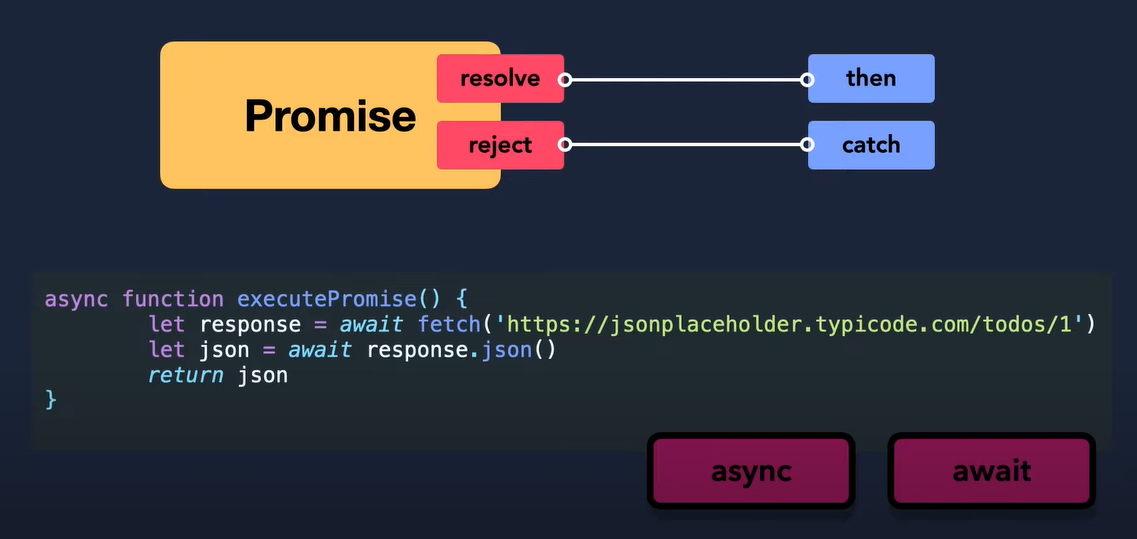 Promise
resolve
then
reject
catch
async function executePromise() {
        let response = await fetch('https://jsonplaceholder.typicode.com/todos/1')
        let json = await response.json()
        return json
}
async
await